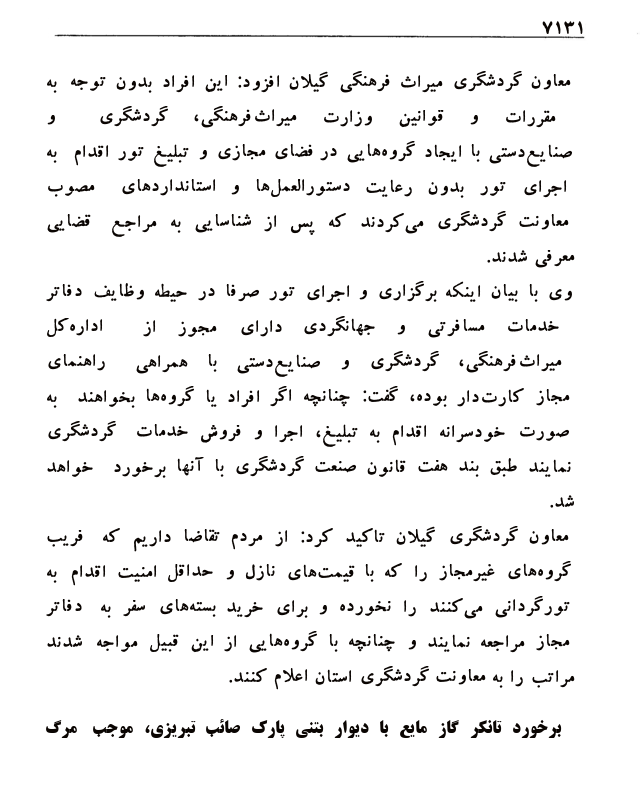 ۷۱۳۱
معاون گردشگری میراث فرهنگی گیلان افزود: این افراد بدون توجه به
مقررات و قوانین وزارت میراث‌فرهنگی، گردشگری و
صنایع‌دستی با ایجاد گروه‌هایی در فضای مجازی و تبلیغ تور اقدام به
اجرای تور بدون رعایت دستورالعمل‌ها و استانداردهای مصوب
معاونت گردشگری می‌کردند که پس از شناسایی به مراجع قضایی
معرفی شدند.
وی با بیان اینکه برگزاری و اجرای تور صرفا در حیطه وظایف دفاتر
خدمات مسافرتی و جهانگردی دارای مجوز از اداره‌کل
میراث‌فرهنگی، گردشگری و صنایع‌دستی با همراهی راهنمای
مجاز کارت‌دار بوده، گفت: چنانچه اگر افراد یا گروه‌ها بخواهند به
صورت خودسرانه اقدام به تبلیغ، اجرا و فروش خدمات گردشگری
نمایند طبق بند هفت قانون صنعت گردشگری با آنها برخورد خواهد
شد.
معاون گردشگری گیلان تاکید کرد: از مردم تقاضا داریم که فریب
گروه‌های غیرمجاز را که با قیمت‌های نازل و حداقل امنیت اقدام به
تورگردانی می‌کنند را نخورده و برای خرید بسته‌های سفر به دفاتر
مجاز مراجعه نمایند و چنانچه با گروه‌هایی از این قبیل مواجه شدند
مراتب را به معاونت گردشگری استان اعلام کنند.
برخورد تانکر گاز مایع با دیوار بتنی پارک صائب تبریزی، موجب مرگ